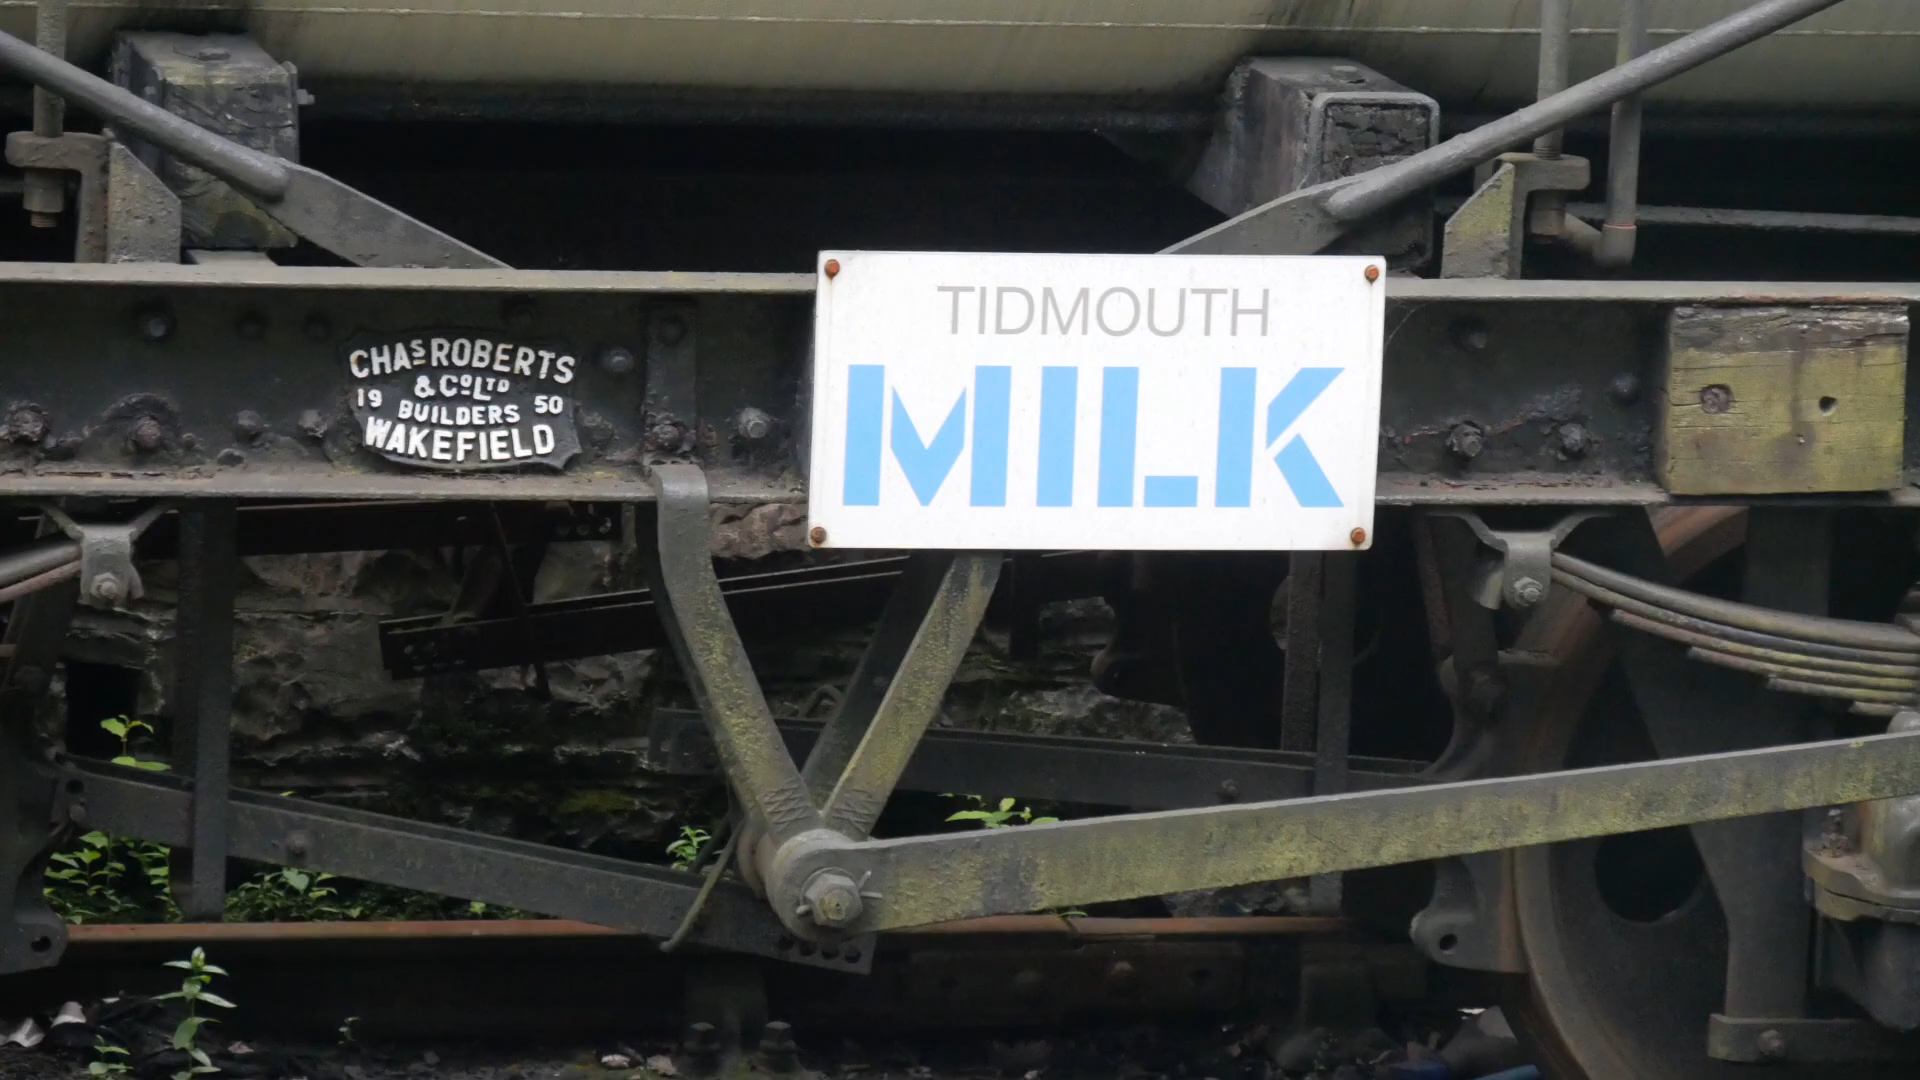 CHAS ROBERTS
& CO LTD
19 BUILDERS 50
WAKEFIELD
TIDMOUTH
MILK